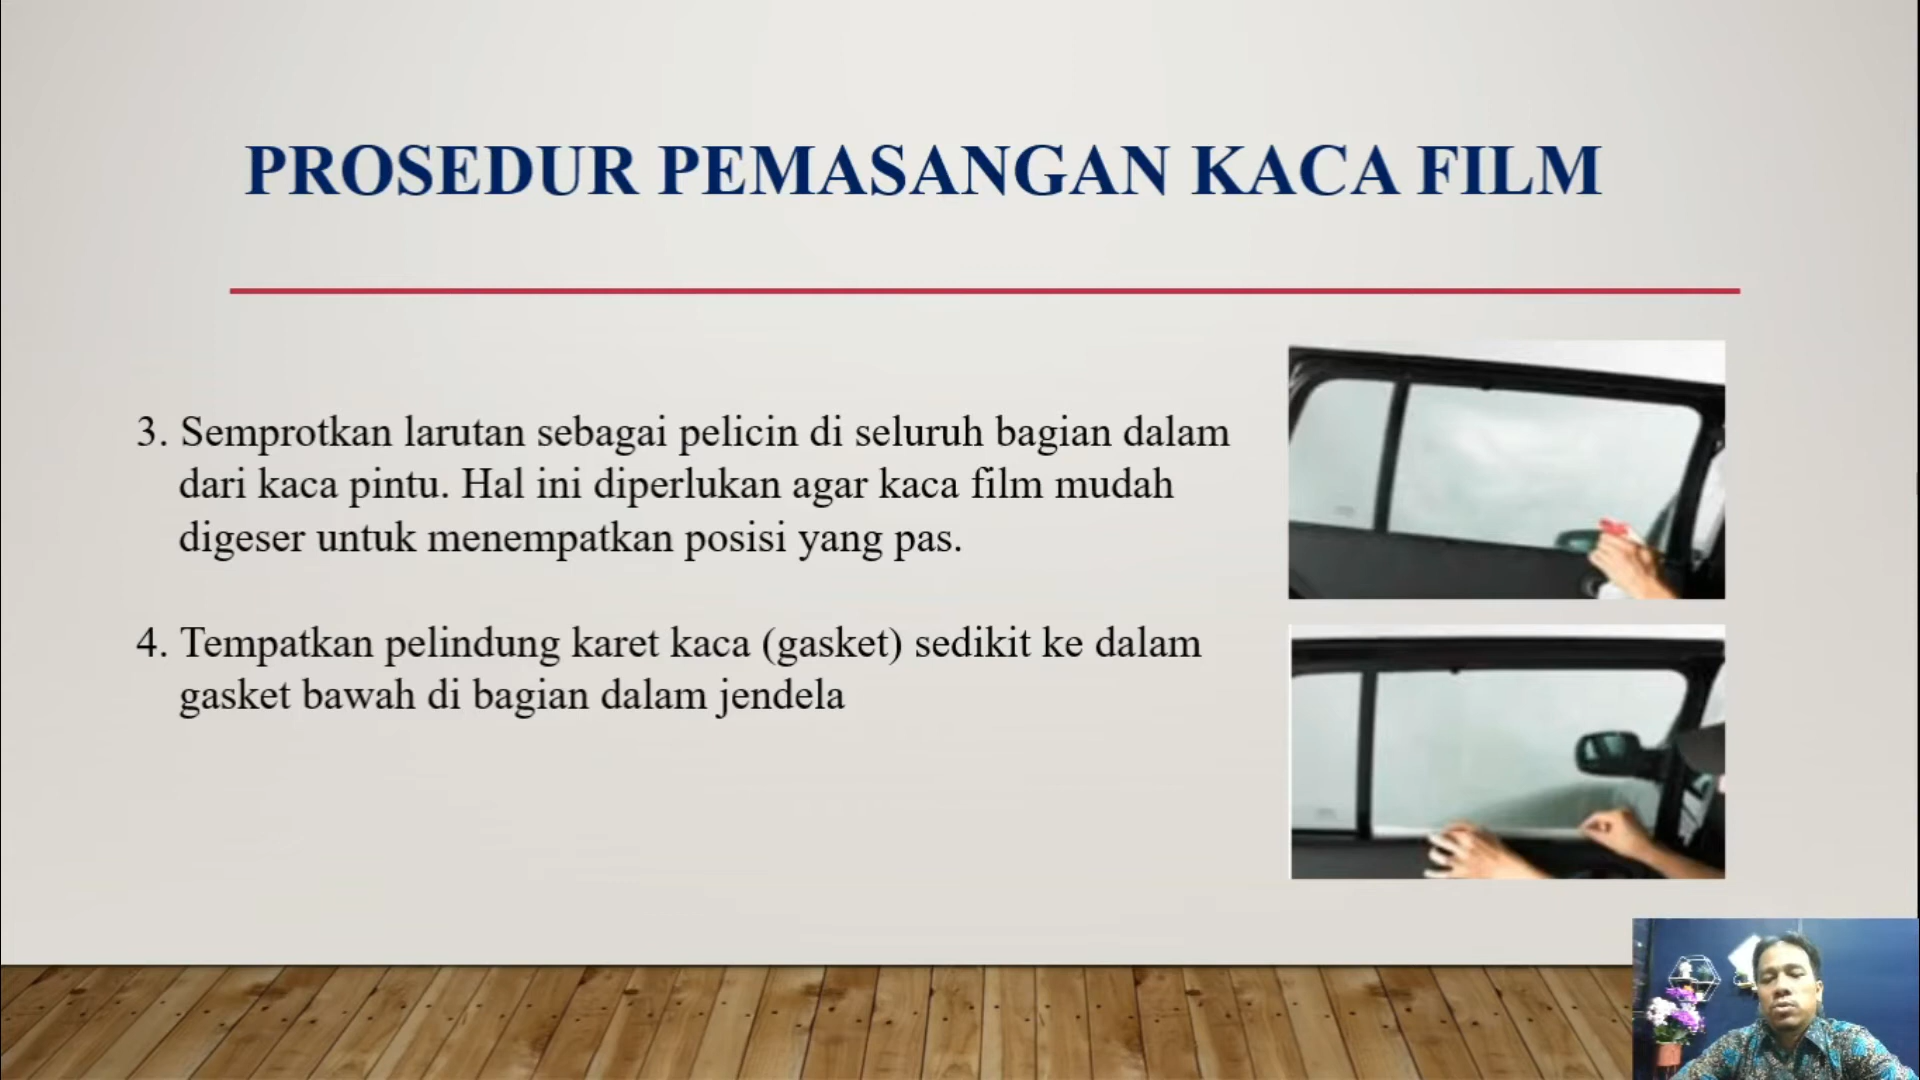 PROSEDUR PEMASANGAN KACA FILM
3. Semprotkan larutan sebagai pelicin di seluruh bagian dalam
dari kaca pintu. Hal ini diperlukan agar kaca film mudah
digeser untuk menempatkan posisi yang pas.
4. Tempatkan pelindung karet kaca (gasket) sedikit ke dalam
gasket bawah di bagian dalam jendela